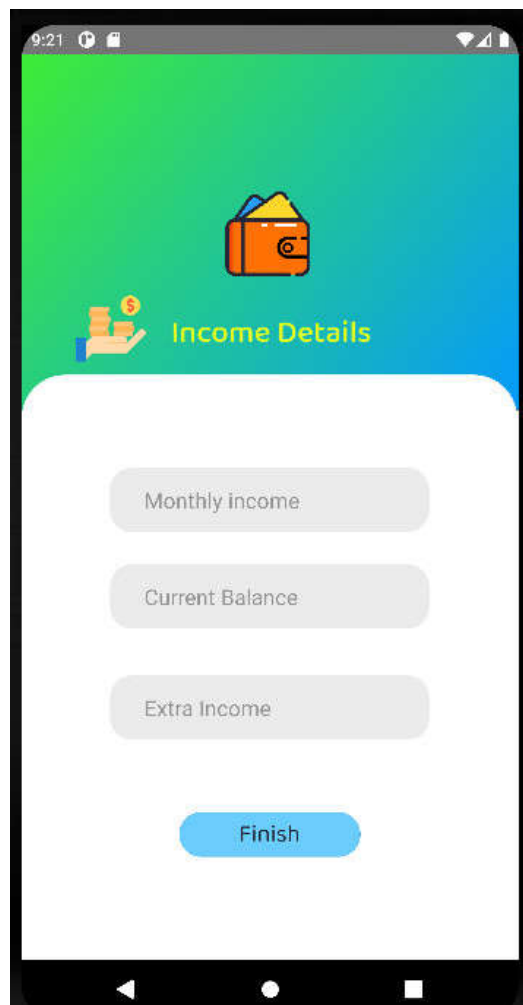 9:21
$
Income Details
Monthly income
Current Balance
Extra Income
Finish